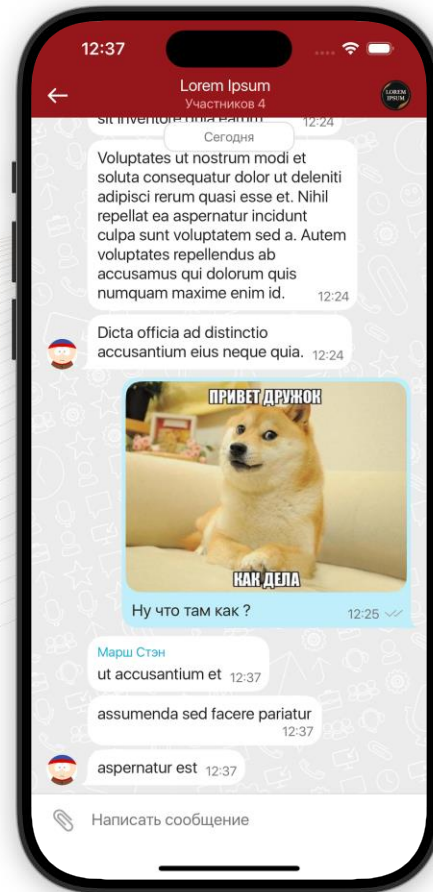 12:37
Lorem Ipsum
Участников 4
LOREM
IPSUM
12:24
Сегодня
Voluptates ut nostrum modi et
soluta consequatur dolor ut deleniti
adipisci rerum quasi esse et. Nihil
repellat ea aspernatur incidunt
culpa sunt voluptatem sed a. Autem
voluptates repellendus ab
accusamus qui dolorum quis
numquam maxime enim id. 12:24
Dicta officia ad distinctio
accusantium eius neque quia. 12:24
ПРИВЕТ ДРУЖОК
КАК ДЕЛА
Ну что там как ? 12:25
Марш Стэн
ut accusantium et 12:37
assumenda sed facere pariatur
12:37
aspernatur est 12:37
Написать сообщение